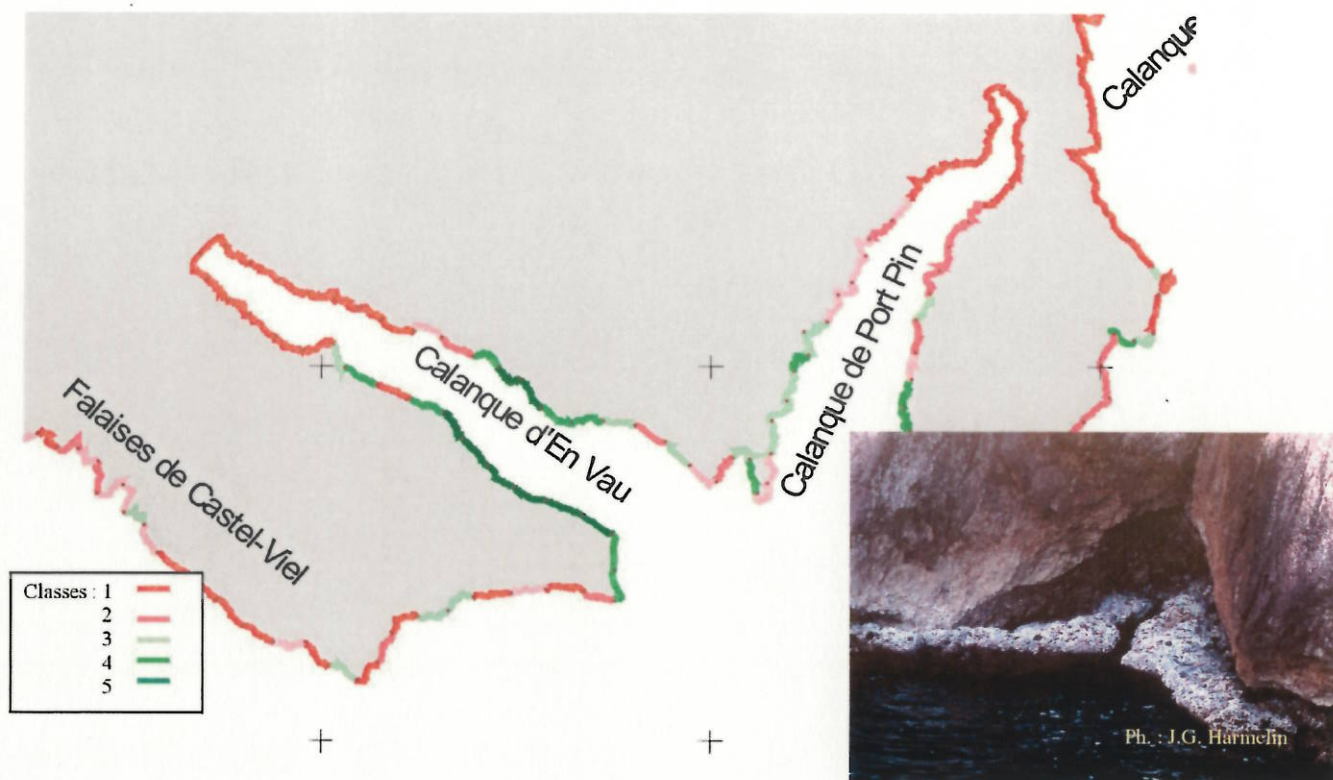 Calanque
Calanque de Port Pin
Calanque d'En Vau
Falaises de Castel-Viel
Classes : 1
2
3
4
5
Ph. : J.G. Harmelin